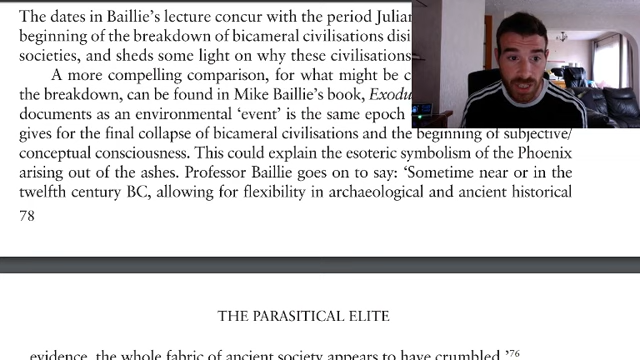 The dates in Baillie's lecture concur with the period Julian
beginning of the breakdown of bicameral civilisations
societies, and sheds some light on why these civilisations
A more compelling comparison, for what might be
the breakdown, can be found in Mike Baillie's book,
documents as an environmental 'event' is the same epoch
gives for the final collapse of bicameral civilisations and the beginning of subjective/
conceptual consciousness. This could explain the esoteric symbolism of the Phoenix
arising out of the ashes. Professor Baillie goes on to say: 'Sometime near or in the
twelfth century BC, allowing for flexibility in archaeological and ancient historical
78
THE PARASITICAL ELITE
evidence, the whole fabric of ancient society appears to have crumbled.'76